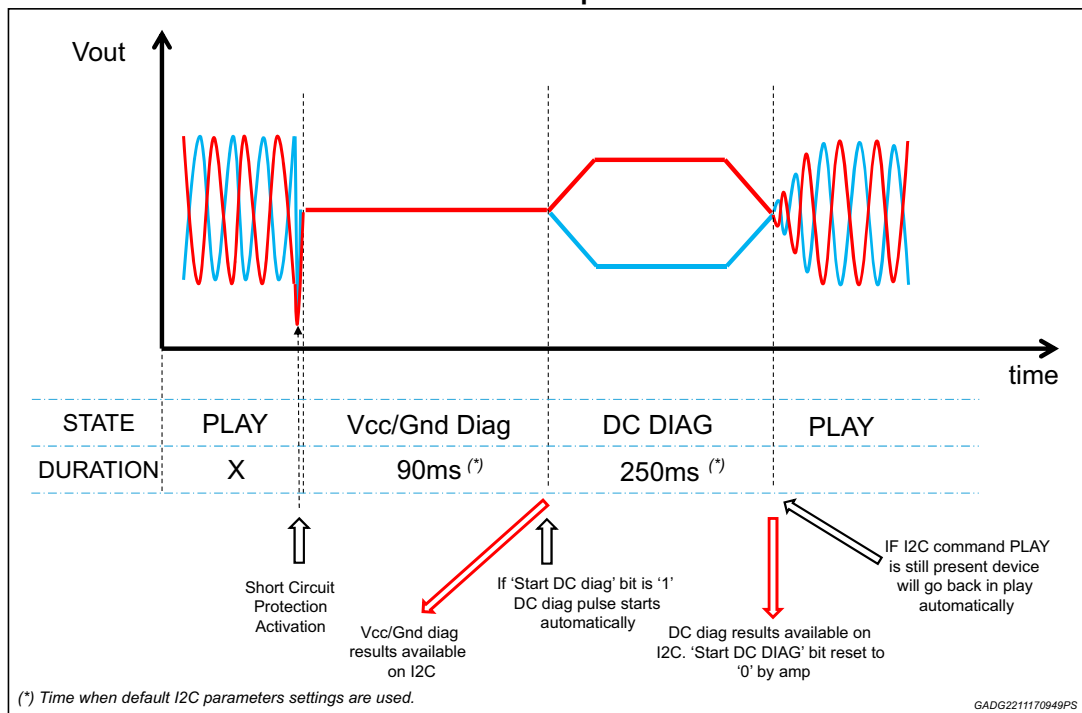 Vout
time
STATE PLAY Vcc/Gnd Diag DC DIAG PLAY
DURATION X 90ms (*) 250ms (*)
Short Circuit
Protection
Activation
Vcc/Gnd diag
results available
on I2C
If ‘Start DC diag’ bit is ‘1’
DC diag pulse starts
automatically
DC diag results available on
I2C. ‘Start DC DIAG’ bit reset to
‘0’ by amp
IF I2C command PLAY
is still present device
will go back in play
automatically
(*) Time when default I2C parameters settings are used.
GADG2211170949PS